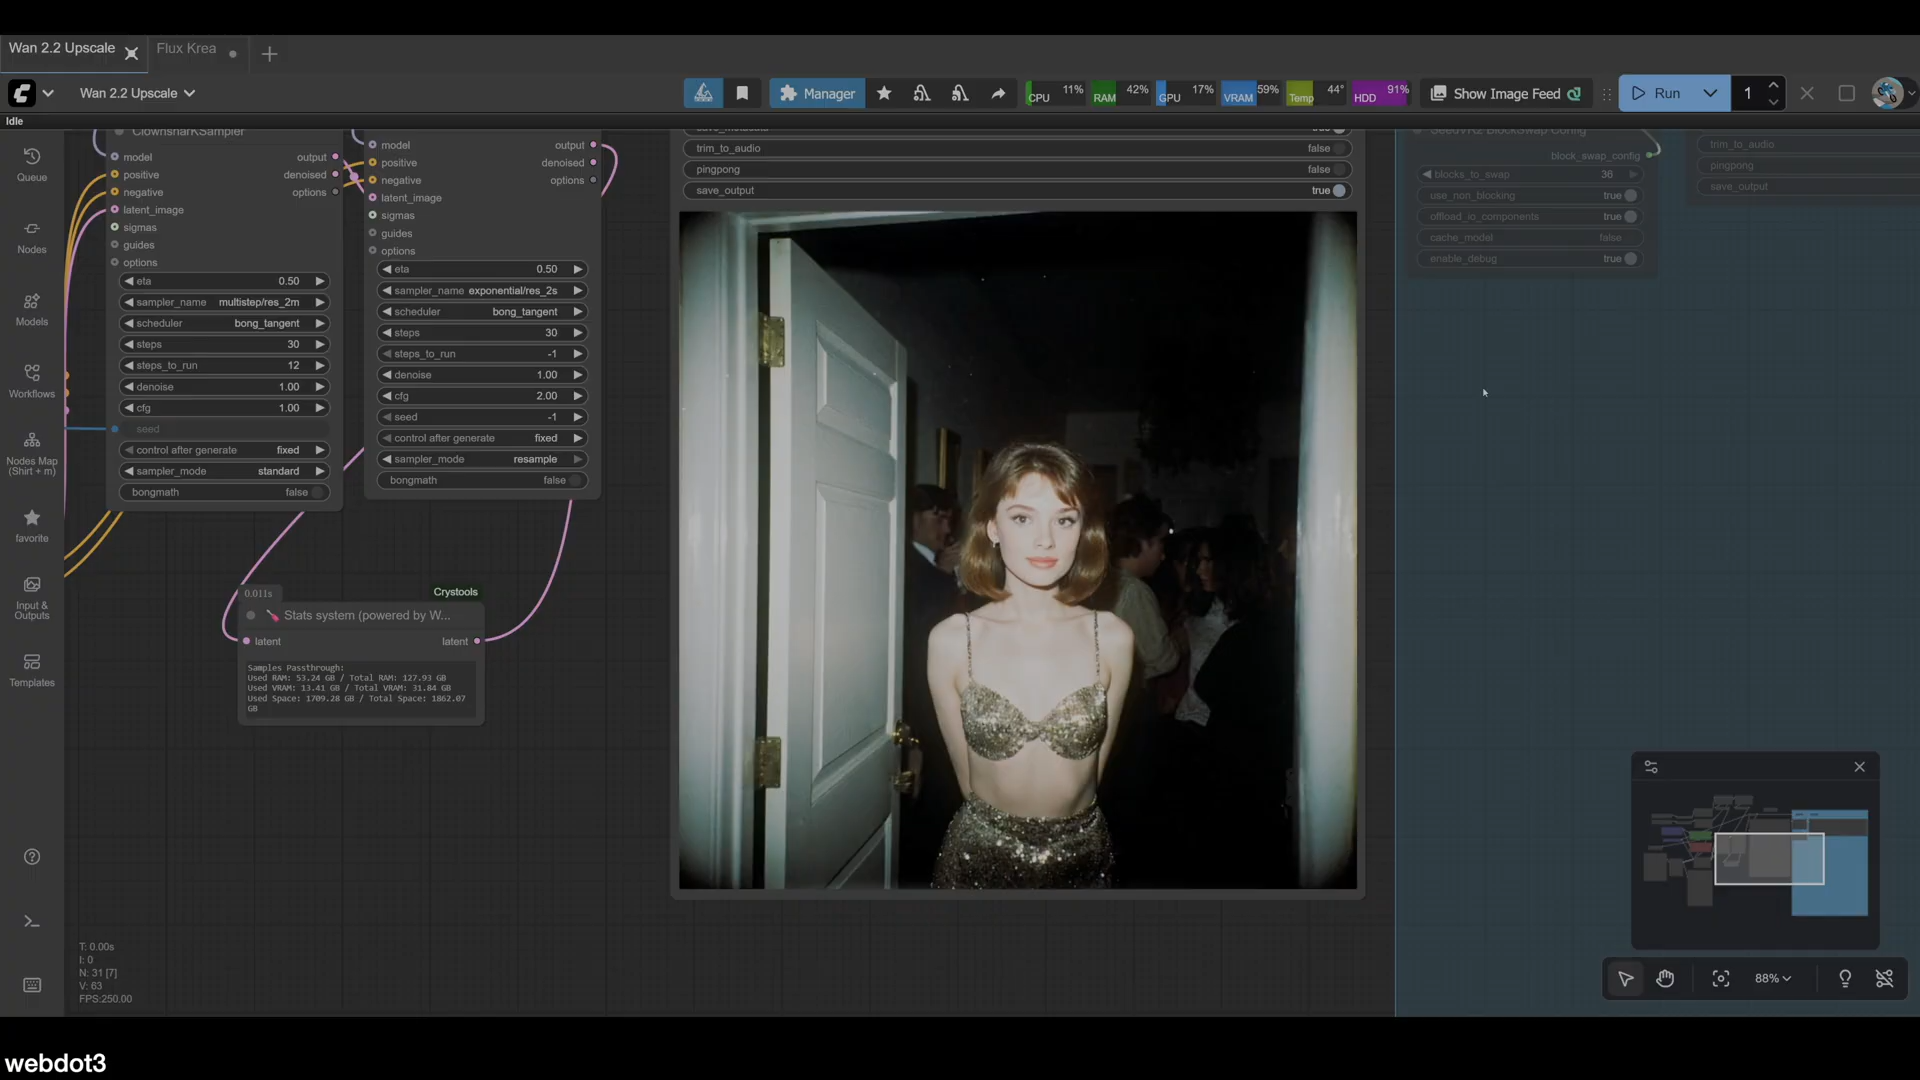 Wan 2.2 Upscale
Flux Krea
Wan 2.2 Upscale
Manager
CPU 11%
RAM 42%
GPU 17%
VRAM 59%
Temp 44°
HDD 91%
Show Image Feed
Run
1
Idle
Queue
Nodes
Models
Workflows
Nodes Map
(Shirt + m)
favorite
Input &
Outputs
Templates
ClownsharKSampler
model output
positive denoised
negative options
latent_image
sigmas
guides
options
eta 0.50
sampler_name multistep/res_2m
scheduler bong_tangent
steps 30
steps_to_run 12
denoise 1.00
cfg 1.00
seed
control after generate fixed
sampler_mode standard
bongmath false
model output
positive denoised
negative options
latent_image
sigmas
guides
options
eta 0.50
sampler_name exponential/res_2s
scheduler bong_tangent
steps 30
steps_to_run -1
denoise 1.00
cfg 2.00
seed -1
control after generate fixed
sampler_mode resample
bongmath false
0.011s
Crystools
Stats system (powered by W...
latent latent
Samples Passthrough:
Used RAM: 53.24 GB / Total RAM: 127.93 GB
Used VRAM: 13.41 GB / Total VRAM: 31.84 GB
Used Space: 1709.28 GB / Total Space: 1862.07
GB
save_metadata true
trim_to_audio false
pingpong false
save_output true
SeedVR2 BlockSwap Config
block_swap_config
blocks_to_swap 36
use_non_blocking true
offload_io_components true
cache_model false
enable_debug true
trim_to_audio
pingpong
save_output
T: 0.00s
I: 0
N: 31 [7]
V: 63
FPS:250.00
88%
webdot3